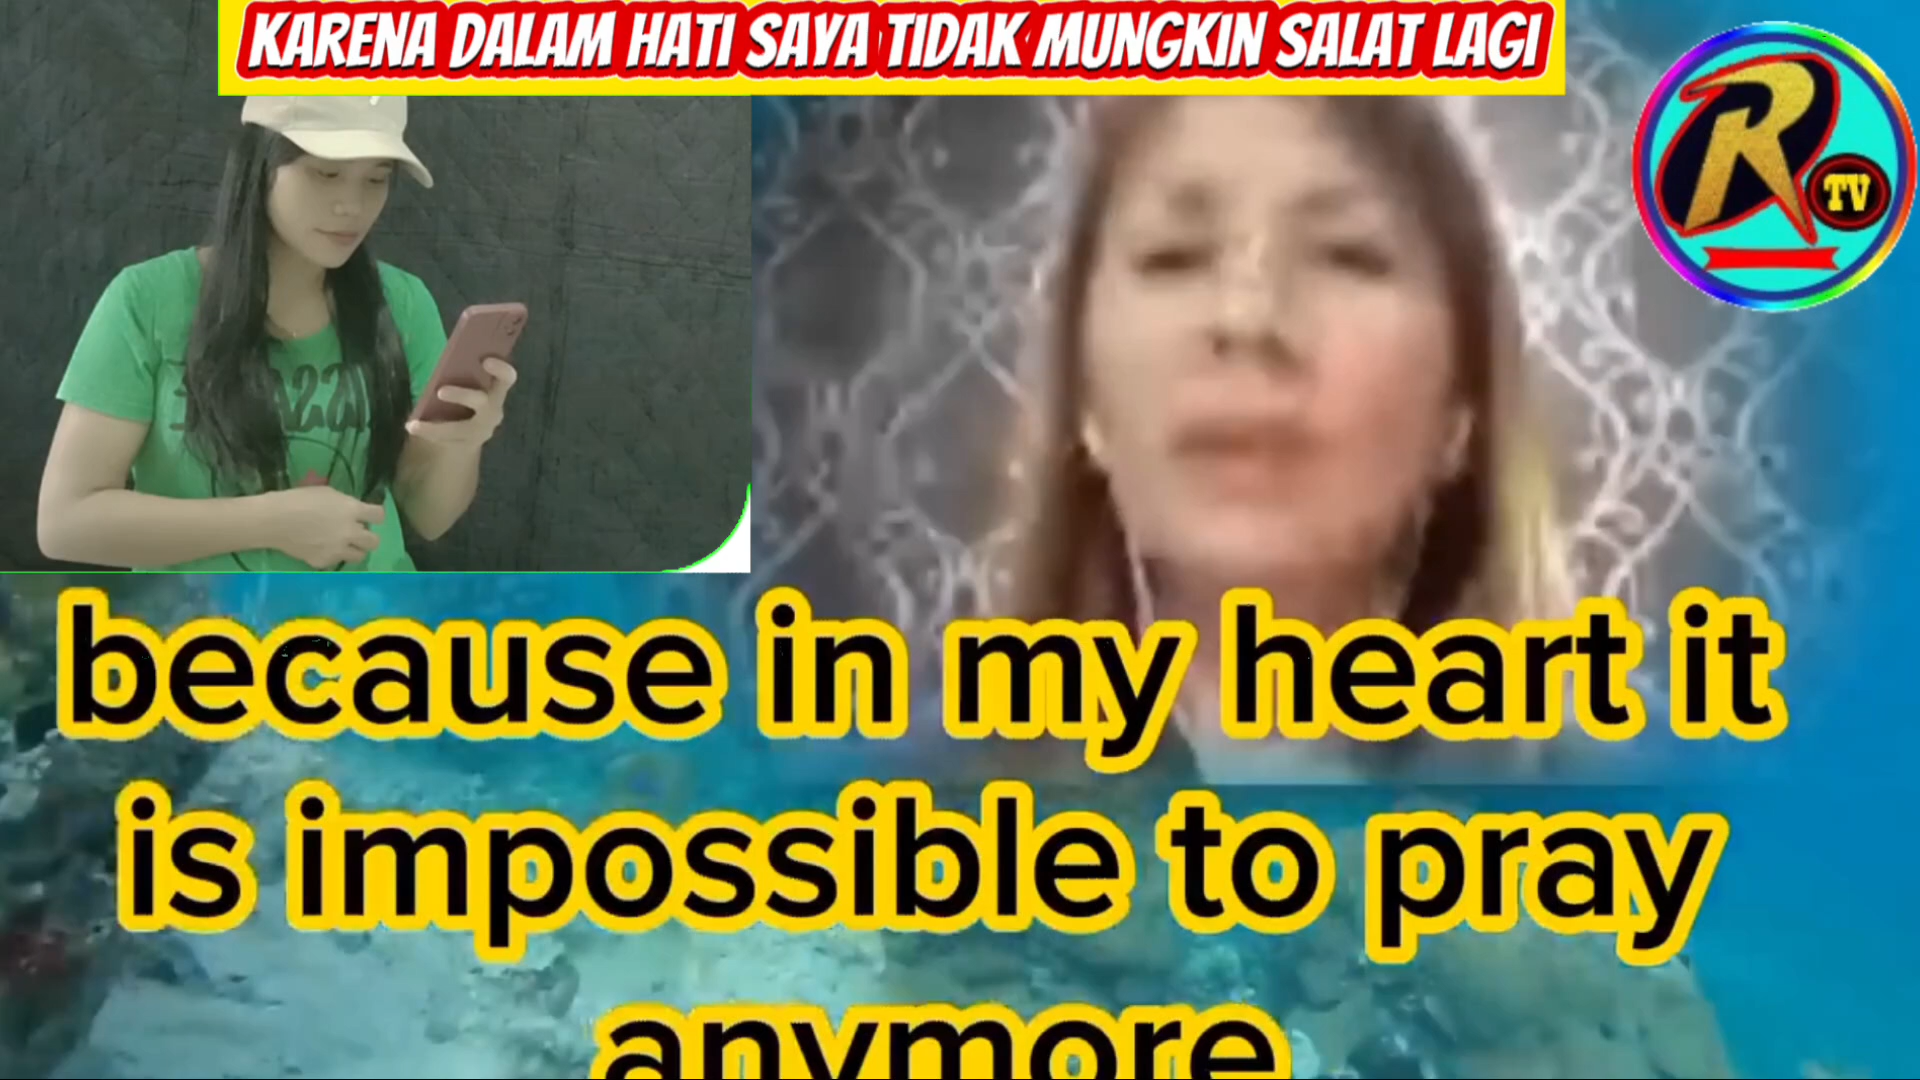 KARENA DALAM HATI SAYA TIDAK MUNGKIN SALAT LAGI
R TV
because in my heart it
is impossible to pray
anymore